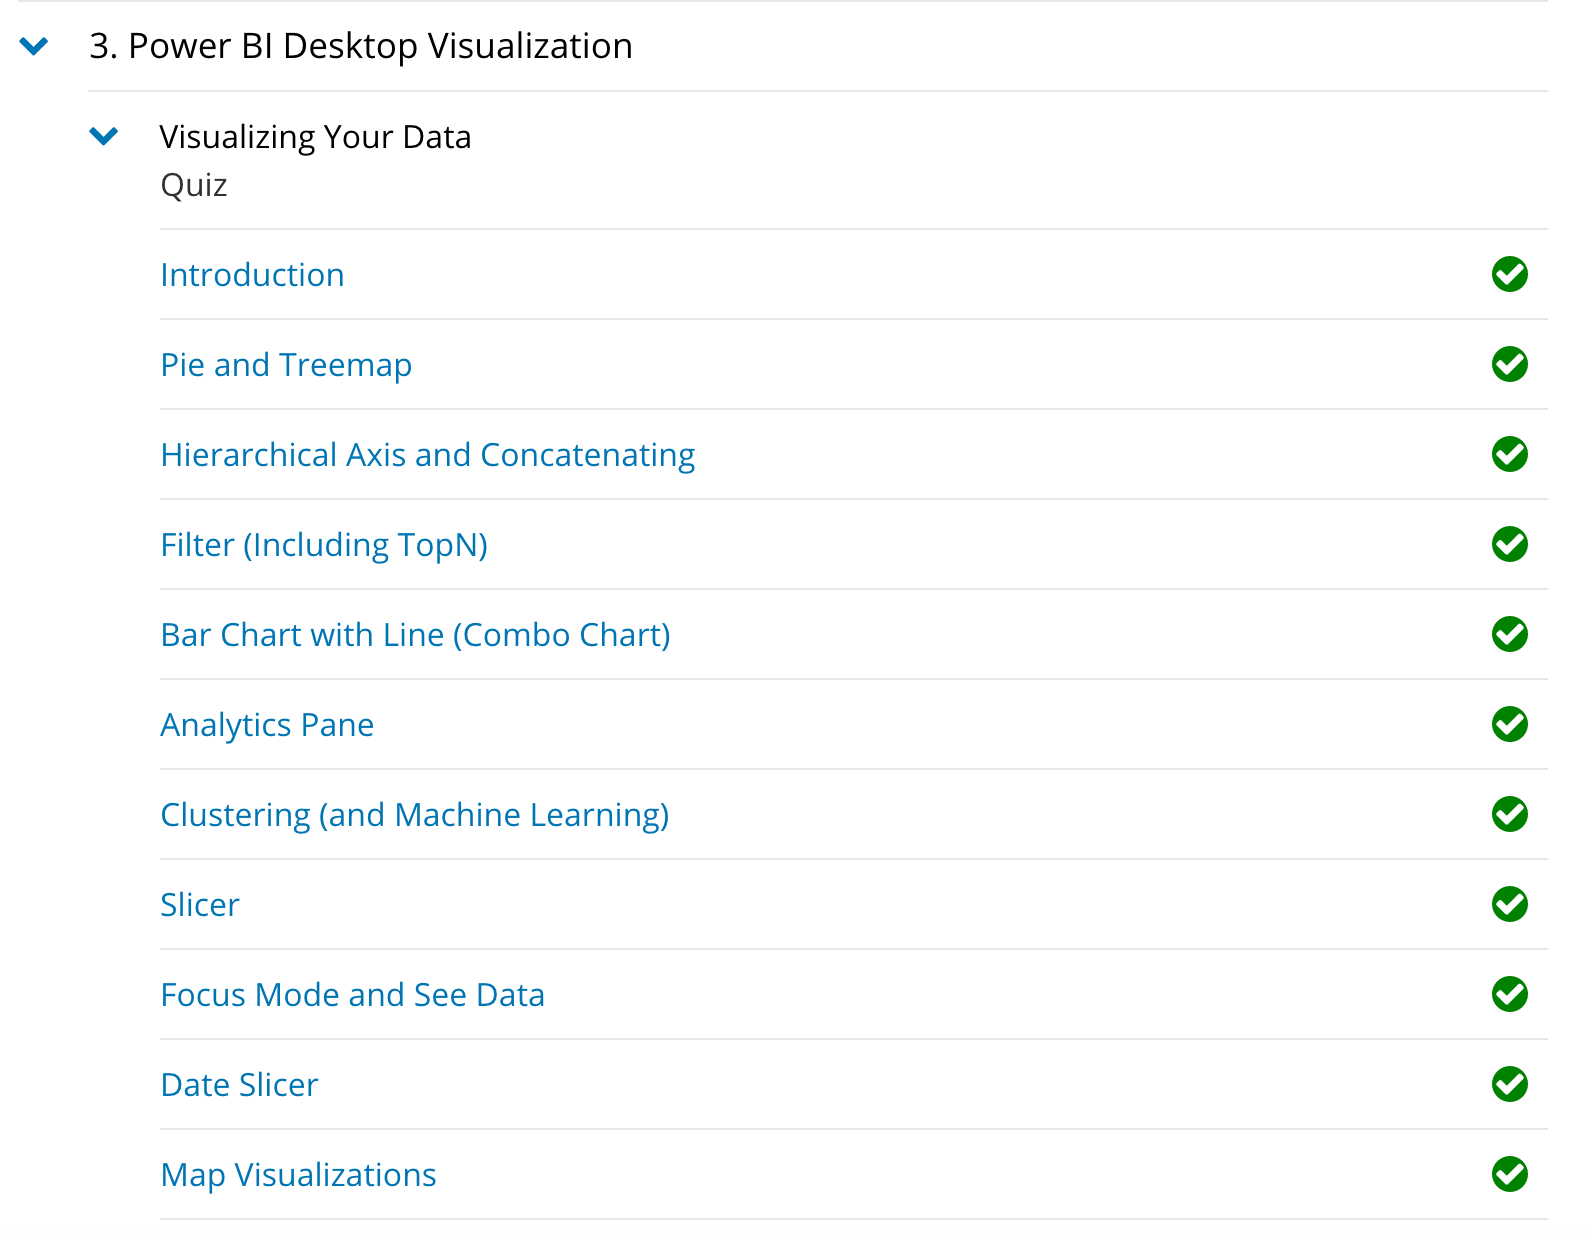 3. Power BI Desktop Visualization
Visualizing Your Data
Quiz
Introduction
Pie and Treemap
Hierarchical Axis and Concatenating
Filter (Including TopN)
Bar Chart with Line (Combo Chart)
Analytics Pane
Clustering (and Machine Learning)
Slicer
Focus Mode and See Data
Date Slicer
Map Visualizations